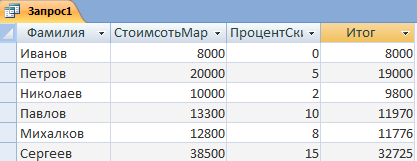 Запрос1
Фамилия СтоимсотьМар ПроцентСки Итог
Иванов 8000 0 8000
Петров 20000 5 19000
Николаев 10000 2 9800
Павлов 13300 10 11970
Михалков 12800 8 11776
Сергеев 38500 15 32725